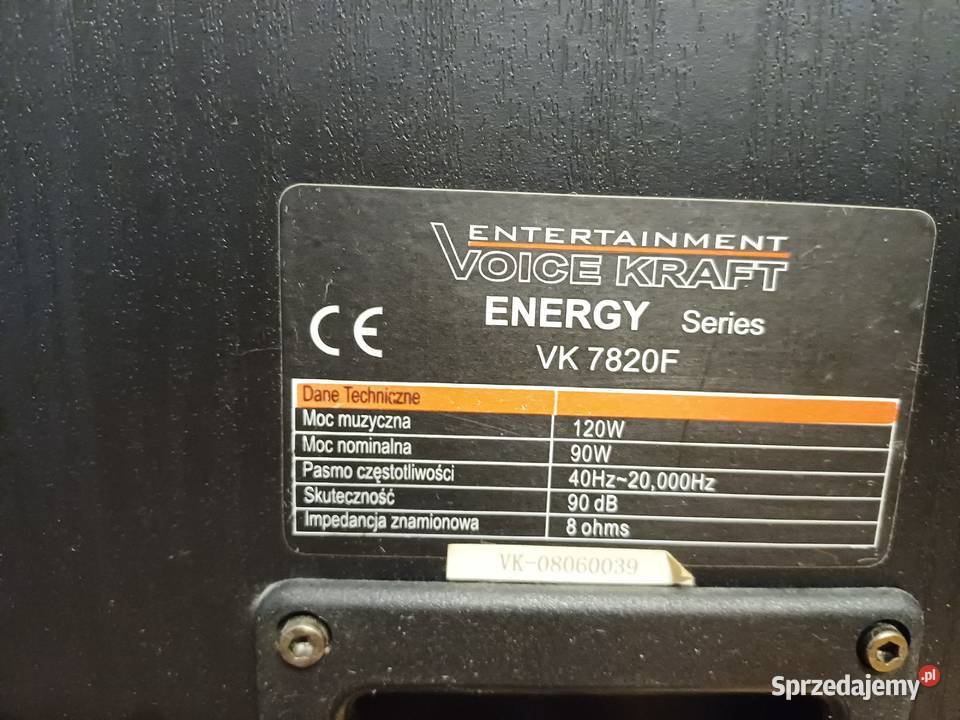 ENTERTAINMENT
VOICE KRAFT
ENERGY Series
CE
VK 7820F
Dane Techniczne
Moc muzyczna 120W
Moc nominalna 90W
Pasmo częstotliwości 40Hz~20,000Hz
Skuteczność 90 dB
Impedancja znamionowa 8 ohms
VK-08060039
Sprzedajemy.pl